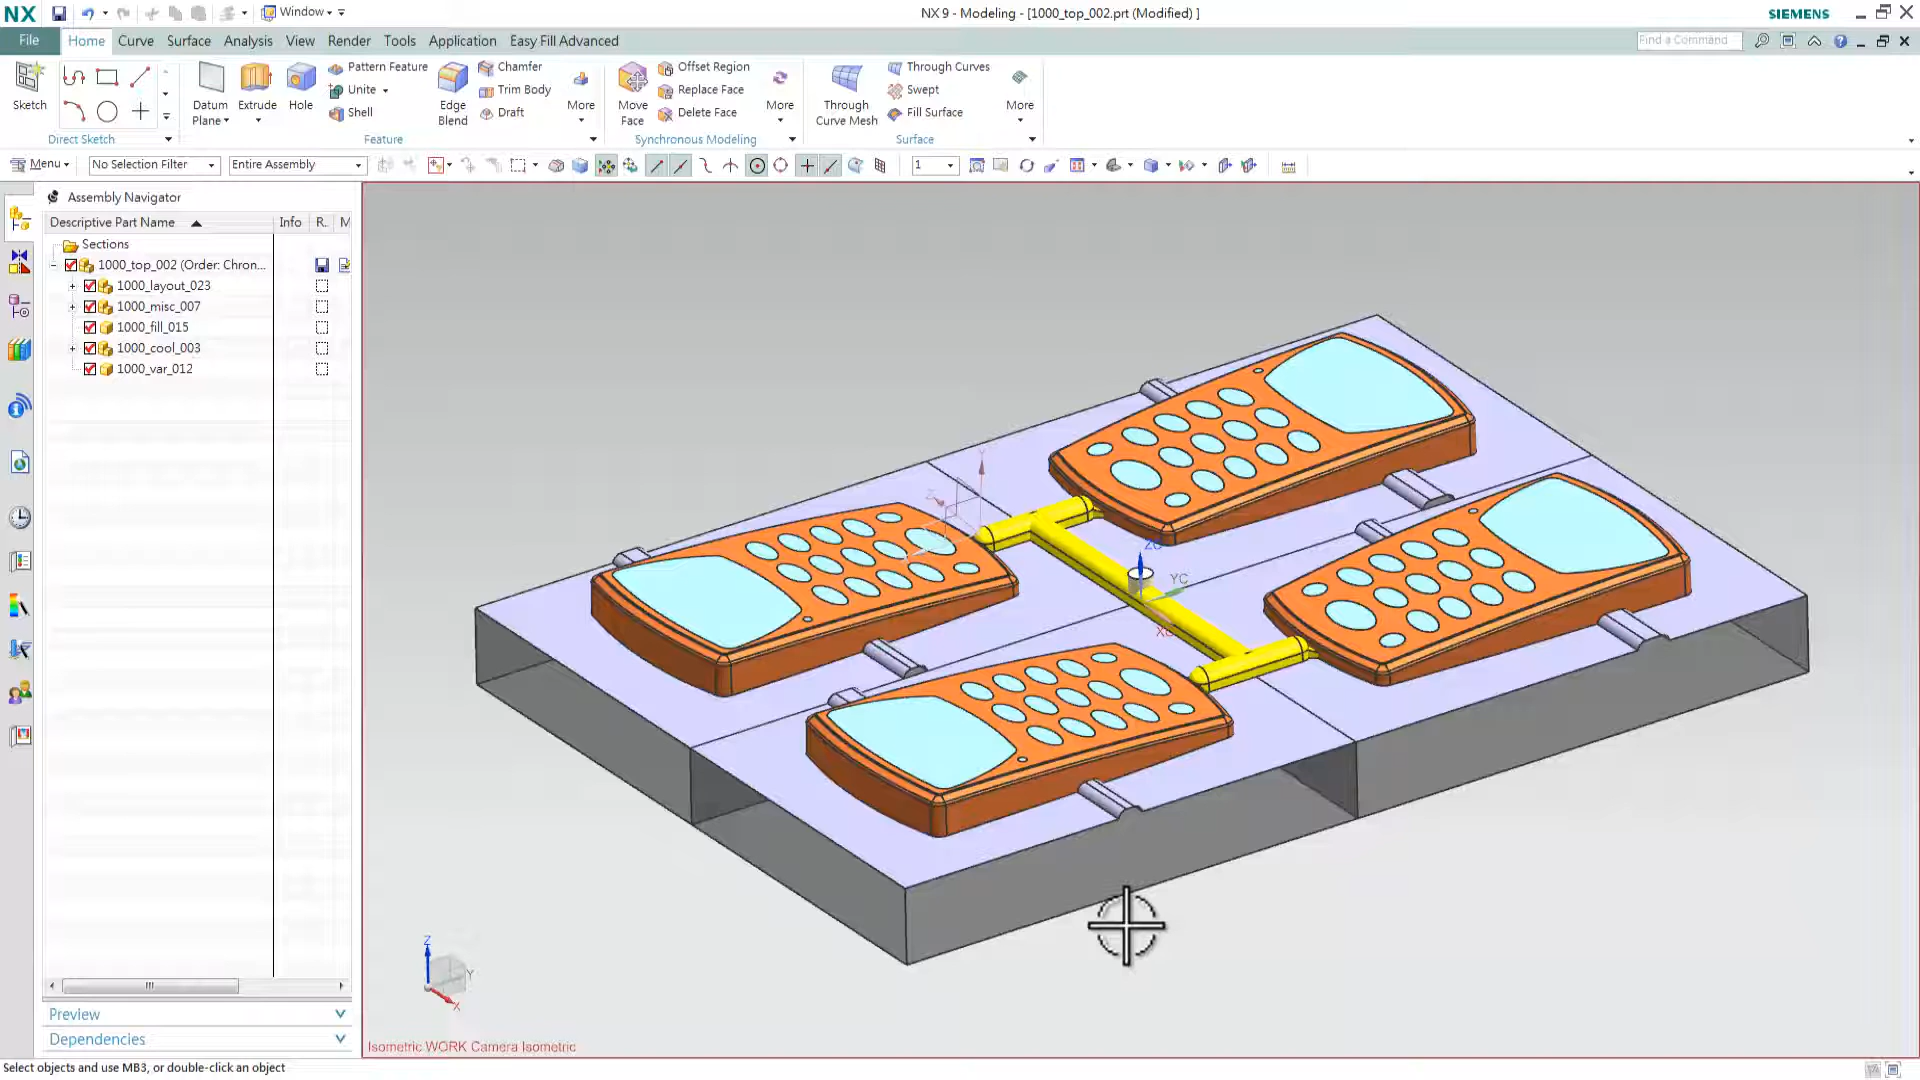 NX
Window
NX 9 - Modeling - [1000_top_002.prt (Modified) ]
SIEMENS
File
Home
Curve
Surface
Analysis
View
Render
Tools
Application
Easy Fill Advanced
Find a Command
Sketch
Datum Plane
Extrude
Hole
Pattern Feature
Unite
Shell
Edge Blend
Chamfer
Trim Body
Draft
More
Move Face
Offset Region
Replace Face
Delete Face
More
Through Curve Mesh
Through Curves
Swept
Fill Surface
More
Direct Sketch
Feature
Synchronous Modeling
Surface
Menu
No Selection Filter
Entire Assembly
1
Assembly Navigator
Descriptive Part Name
Info
R..
M
Sections
1000_top_002 (Order: Chron...
1000_layout_023
1000_misc_007
1000_fill_015
1000_cool_003
1000_var_012
Y
Z
ZC
YC
XC
Z
Y
X
Preview
Dependencies
Isometric WORK Camera Isometric
Select objects and use MB3, or double-click an object